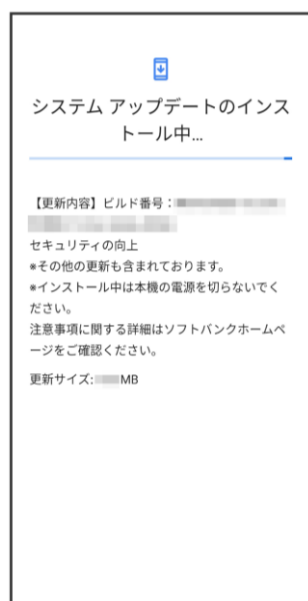 システム アップデートのインス
トール中...
【更新内容】ビルド番号：
セキュリティの向上
※その他の更新も含まれております。
※インストール中は本機の電源を切らないでく
ださい。
注意事項に関する詳細はソフトバンクホームペ
ージをご確認ください。
更新サイズ: MB